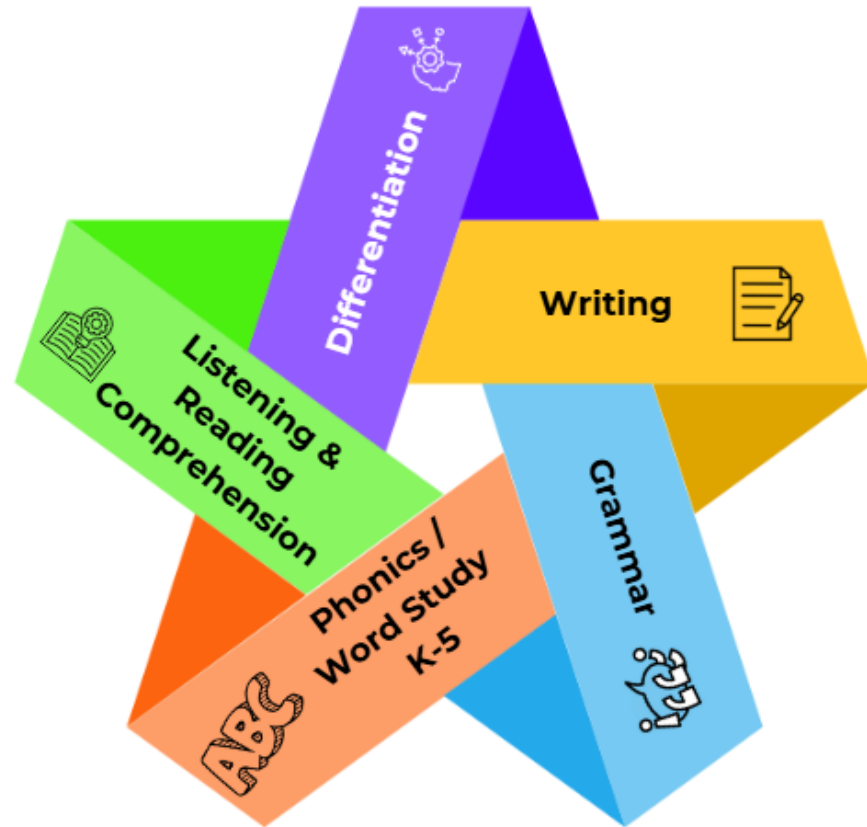 Differentiation
Writing
Listening &
Reading
Comprehension
Grammar
Phonics /
Word Study
K-5
ABC